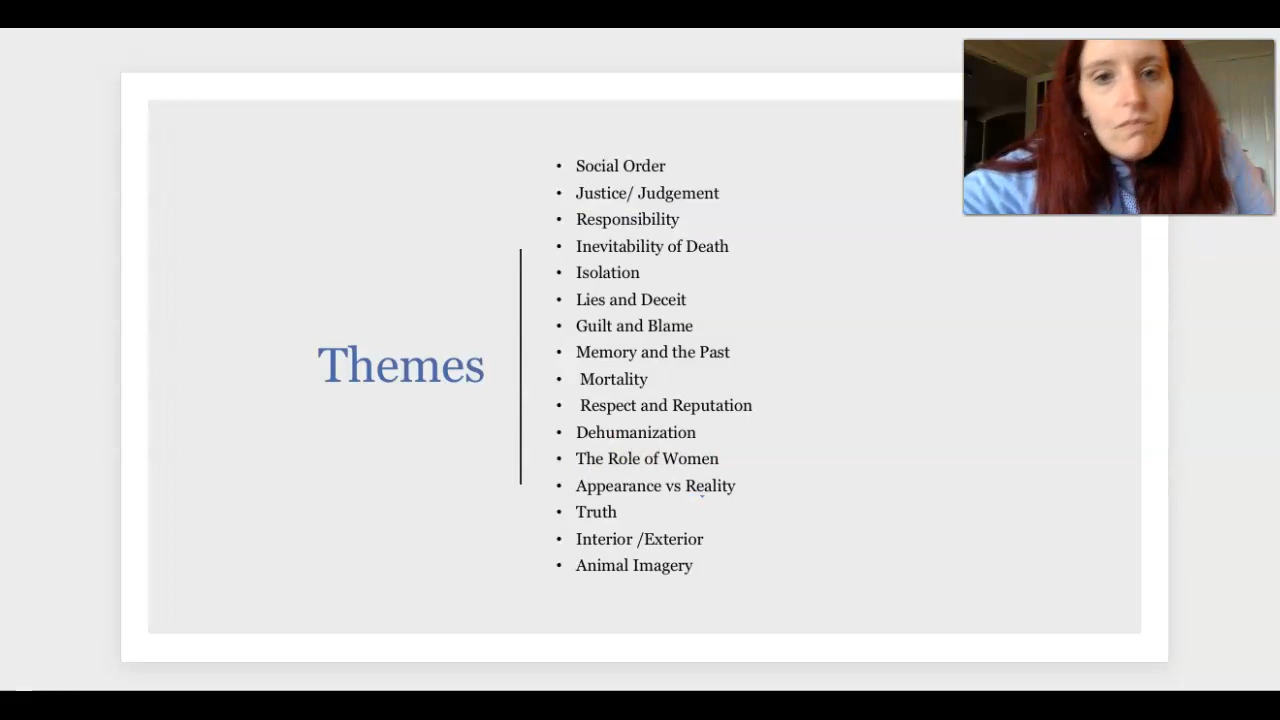 Themes
• Social Order
• Justice/ Judgement
• Responsibility
• Inevitability of Death
• Isolation
• Lies and Deceit
• Guilt and Blame
• Memory and the Past
• Mortality
• Respect and Reputation
• Dehumanization
• The Role of Women
• Appearance vs Reality
• Truth
• Interior /Exterior
• Animal Imagery